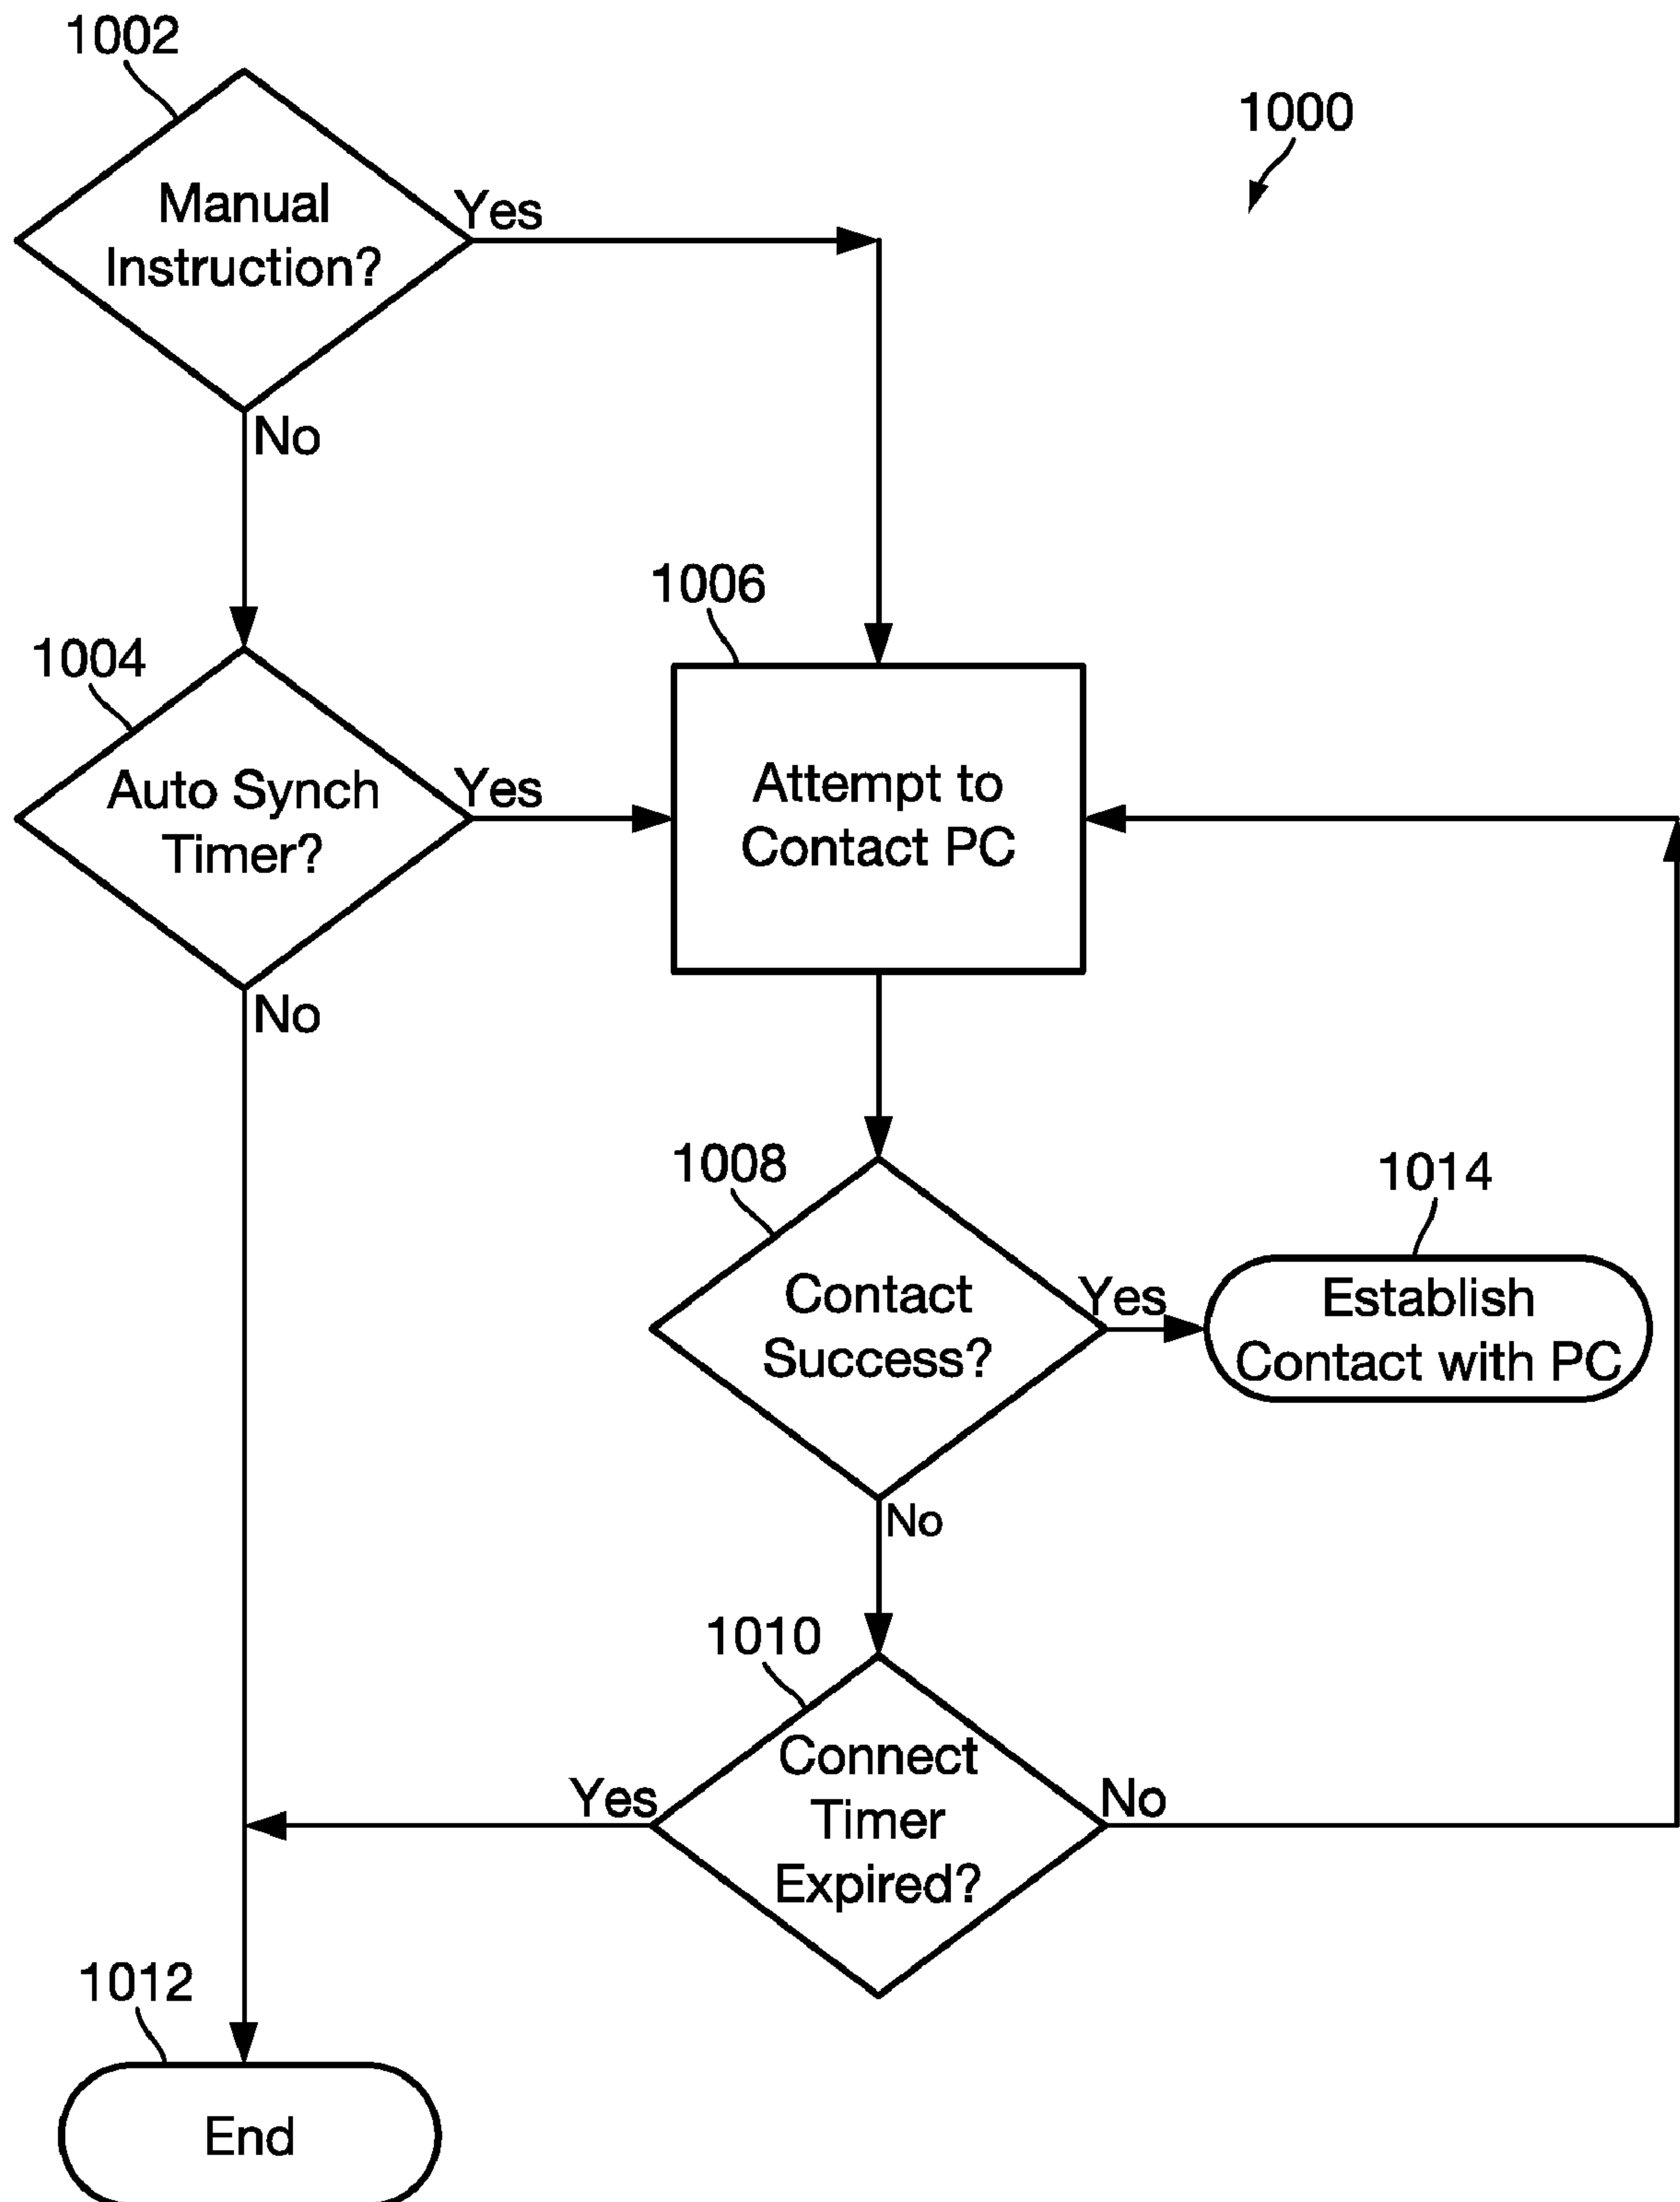 1002
1000
Manual
Instruction?
Yes
No
1004
1006
Auto Synch
Timer?
Yes
Attempt to
Contact PC
No
1008
1014
Contact
Success?
Yes
Establish
Contact with PC
No
1010
Connect
Timer
Expired?
Yes
No
1012
End